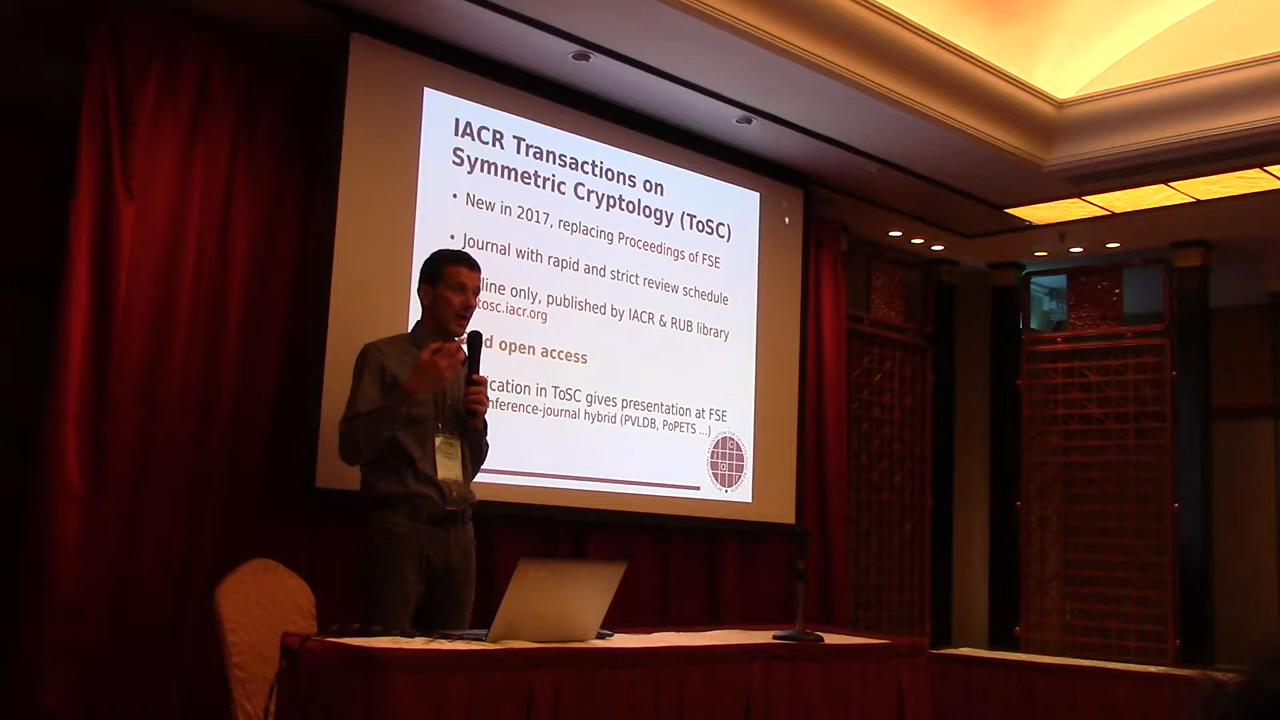 IACR Transactions on
Symmetric Cryptology (ToSC)
• New in 2017, replacing Proceedings of FSE
• Journal with rapid and strict review schedule
line only, published by IACR & RUB library
tosc.iacr.org
d open access
ication in ToSC gives presentation at FSE
nference-journal hybrid (PVLDB, PoPETS ...)